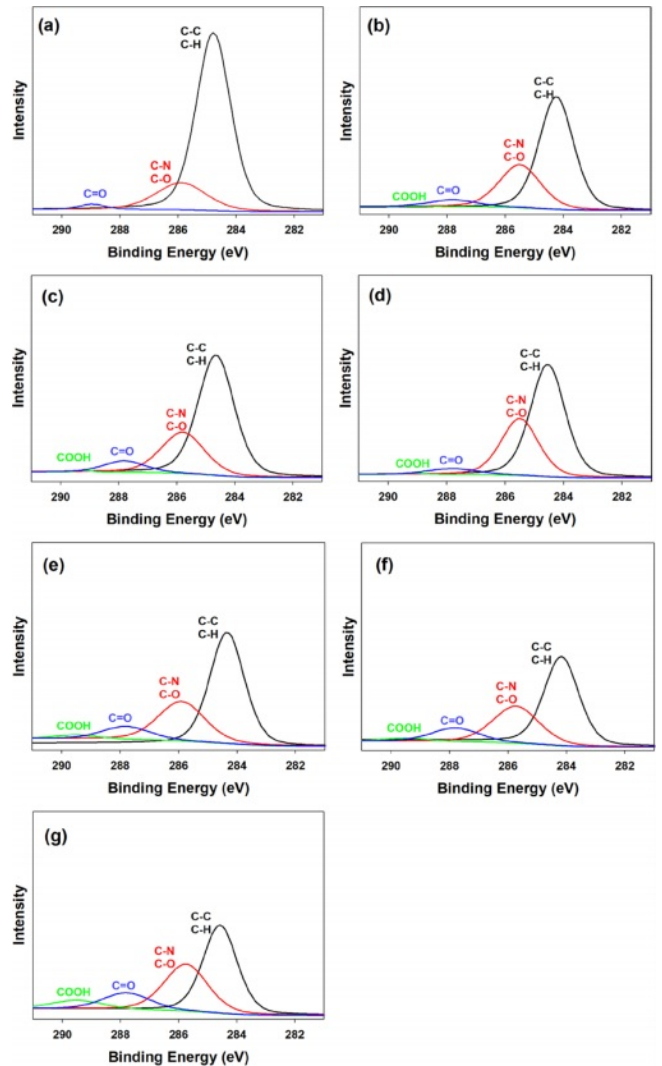 (a)
C-C
C-H
C-N
C-O
C=O
Intensity
290 288 286 284 282
Binding Energy (eV)
(b)
C-C
C-H
C-N
C-O
COOH
C=O
Intensity
290 288 286 284 282
Binding Energy (eV)
(c)
C-C
C-H
C-N
C-O
COOH
C=O
Intensity
290 288 286 284 282
Binding Energy (eV)
(d)
C-C
C-H
C-N
C-O
COOH
C=O
Intensity
290 288 286 284 282
Binding Energy (eV)
(e)
C-C
C-H
C-N
C-O
COOH
C=O
Intensity
290 288 286 284 282
Binding Energy (eV)
(f)
C-C
C-H
C-N
C-O
COOH
C=O
Intensity
290 288 286 284 282
Binding Energy (eV)
(g)
C-C
C-H
C-N
C-O
COOH
C=O
Intensity
290 288 286 284 282
Binding Energy (eV)